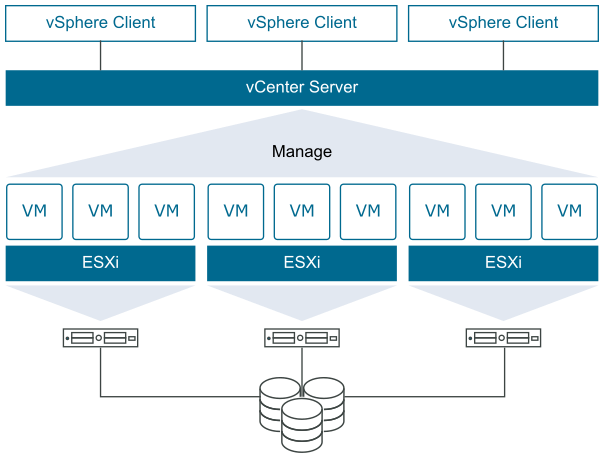 vSphere Client
vSphere Client
vSphere Client
vCenter Server
Manage
VM
VM
VM
VM
VM
VM
VM
VM
VM
ESXi
ESXi
ESXi